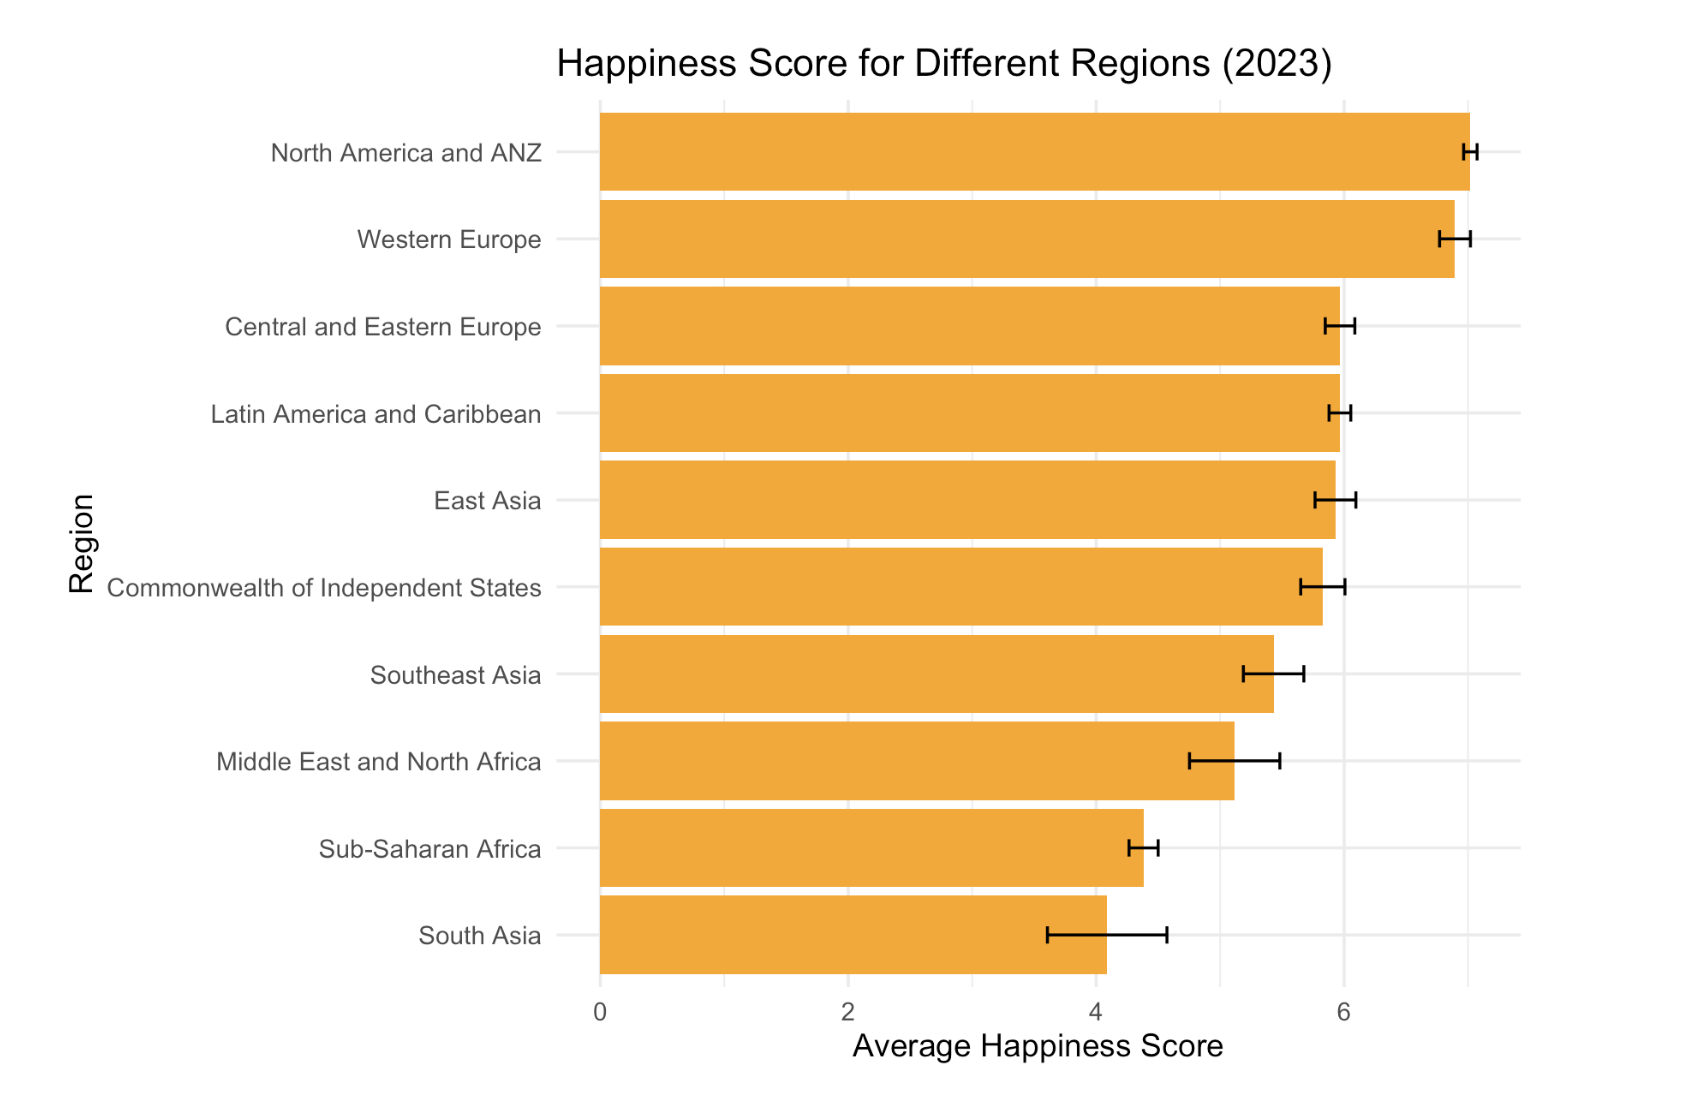 Happiness Score for Different Regions (2023)
Region
North America and ANZ
Western Europe
Central and Eastern Europe
Latin America and Caribbean
East Asia
Commonwealth of Independent States
Southeast Asia
Middle East and North Africa
Sub-Saharan Africa
South Asia
0 2 4 6
Average Happiness Score